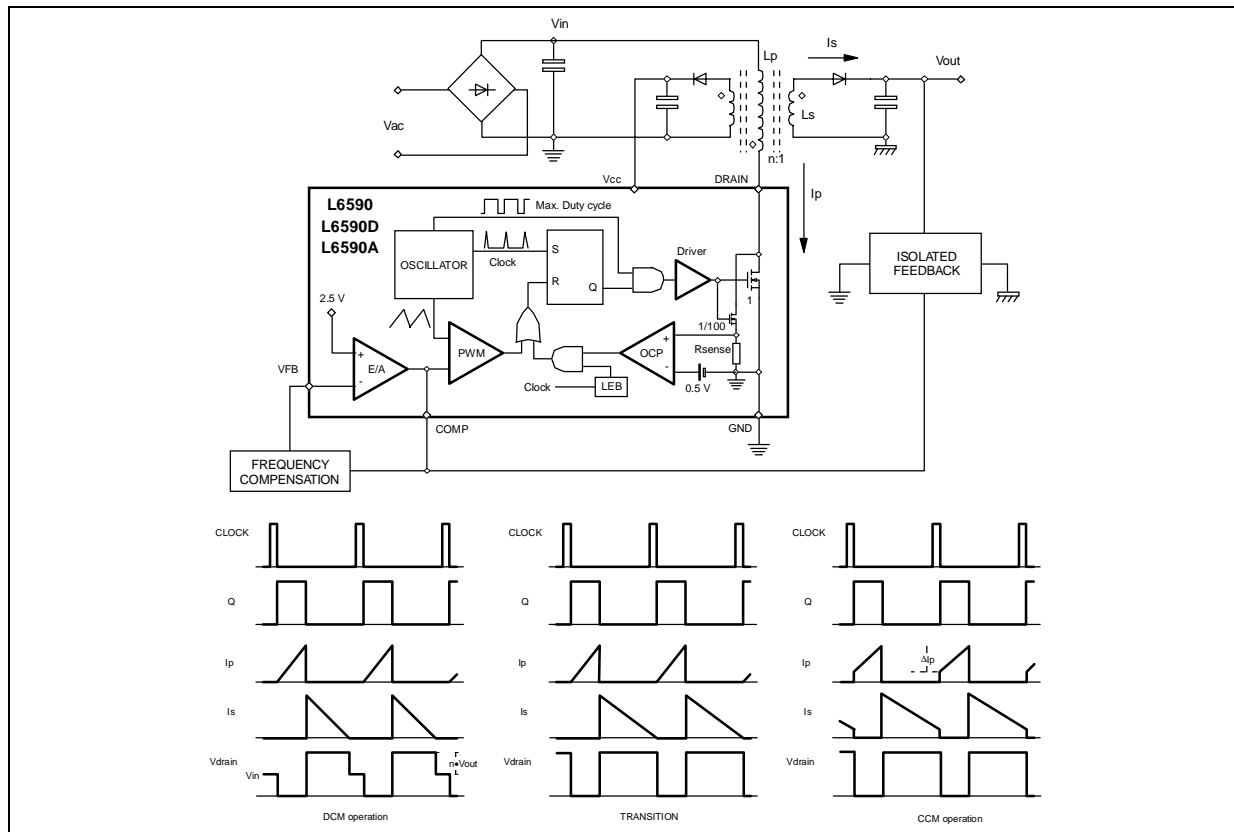 Vin
Lp
Is
Vout
Vac
Ls
n:1
Vcc
DRAIN
Ip
L6590
L6590D
L6590A
Max. Duty cycle
OSCILLATOR
Clock
S
R
Q
Driver
1
1/100
ISOLATED
FEEDBACK
2.5 V
PWM
OCP
+
-
Rsense
VFB
+
-
E/A
Clock
LEB
0.5 V
COMP
GND
FREQUENCY
COMPENSATION
CLOCK
Q
Ip
Is
Vdrain
Vin
n•Vout
DCM operation
CLOCK
Q
Ip
Is
Vdrain
TRANSITION
CLOCK
Q
Ip
ΔIp
Is
Vdrain
CCM operation